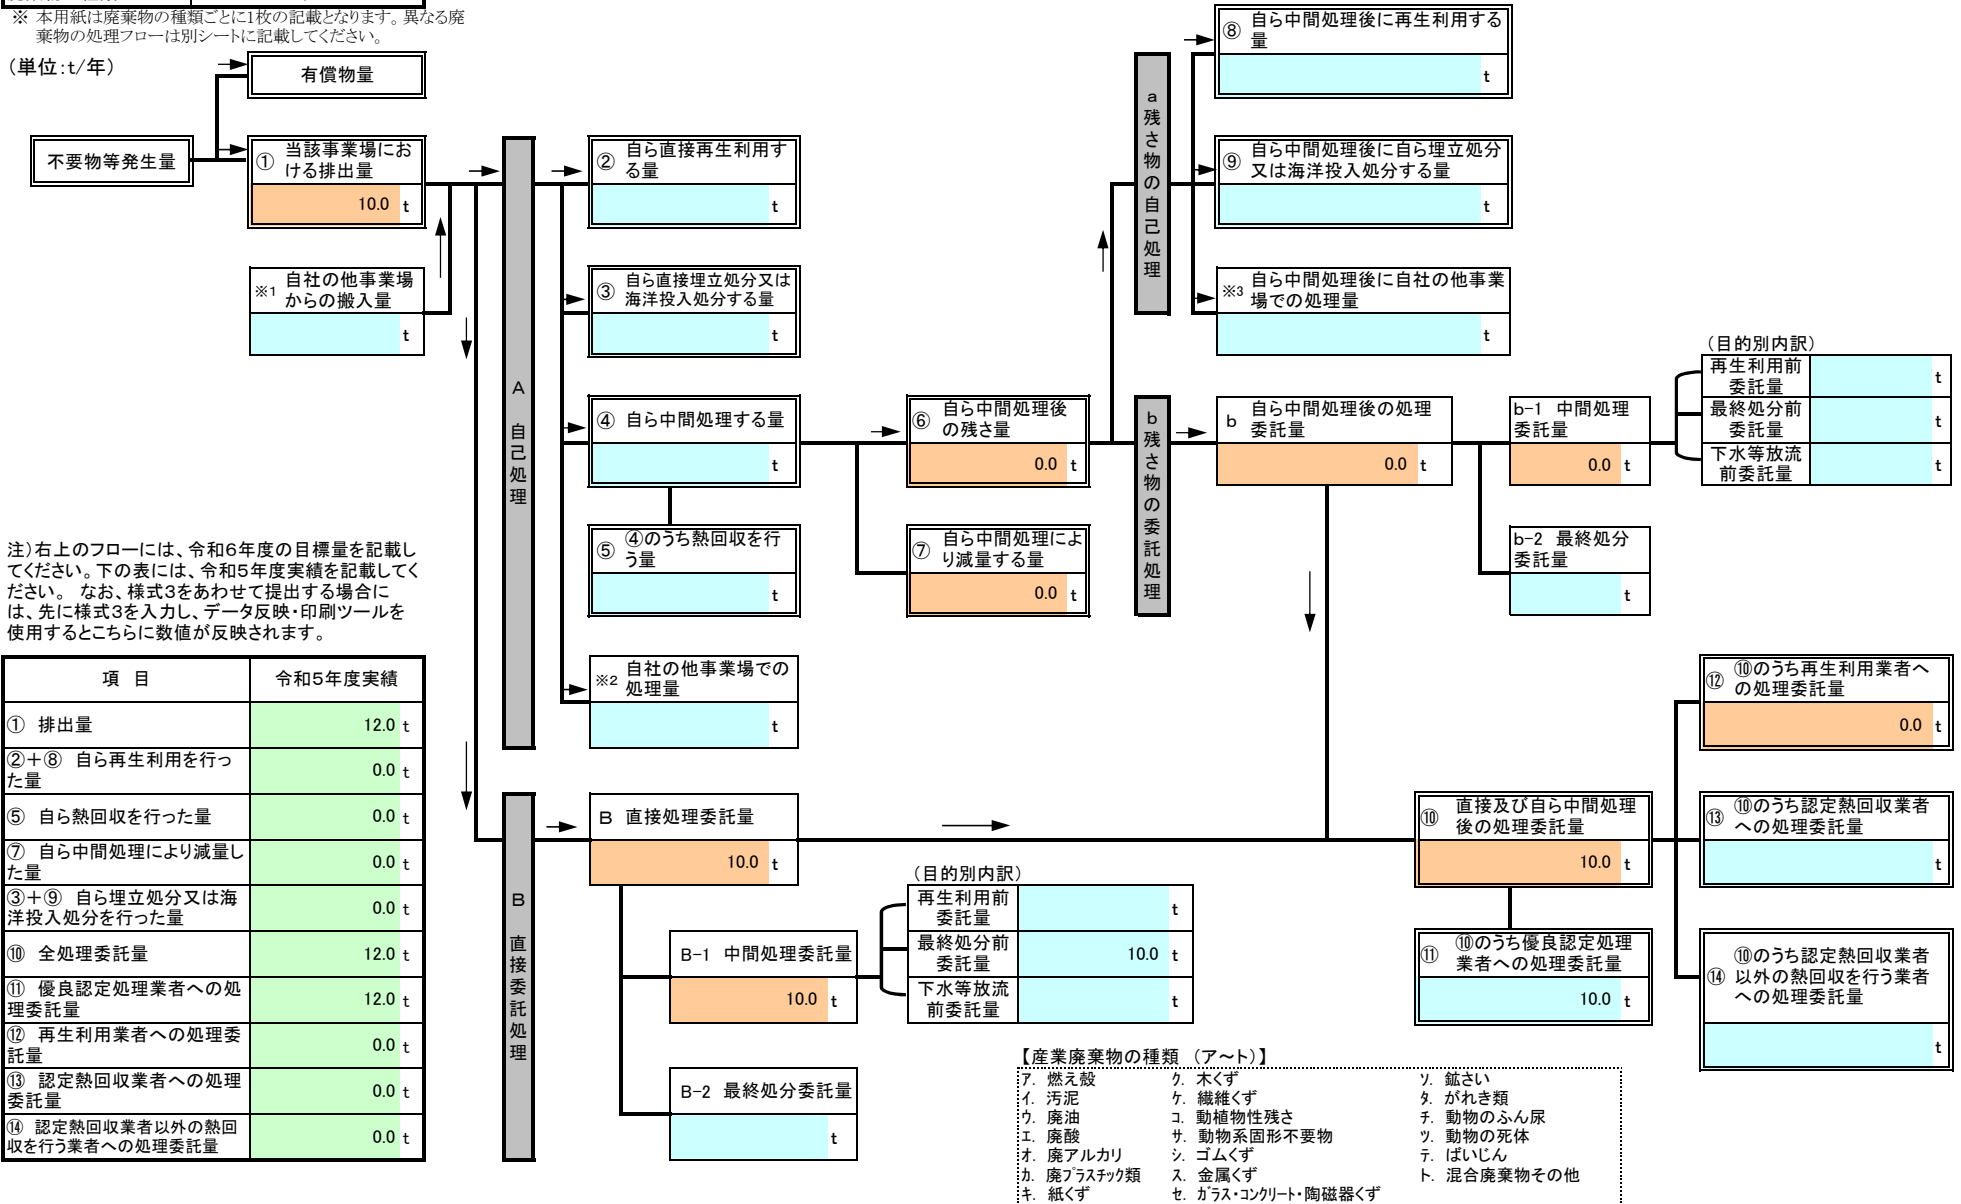 ※ 本用紙は廃棄物の種類ごとに1枚の記載となります。異なる廃
棄物の処理フローは別シートに記載してください。
(単位:t/年)
有償物量
不要物等発生量
① 当該事業場にお
ける排出量
10.0 t
※1 自社の他事業場
からの搬入量
t
A 自己処理
② 自ら直接再生利用す
る量
t
③ 自ら直接埋立処分又は
海洋投入処分する量
t
④ 自ら中間処理する量
t
⑤ ④のうち熱回収を行
う量
t
※2 自社の他事業場での
処理量
t
⑥ 自ら中間処理後
の残さ量
0.0 t
⑦ 自ら中間処理によ
り減量する量
0.0 t
a残さ物の自己処理
⑧ 自ら中間処理後に再生利用する
量
t
⑨ 自ら中間処理後に自ら埋立処分
又は海洋投入処分する量
t
※3 自ら中間処理後に自社の他事業
場での処理量
t
b残さ物の委託処理
b 自ら中間処理後の処理
委託量
0.0 t
b-1 中間処理
委託量
0.0 t
b-2 最終処分
委託量
t
(目的別内訳)
再生利用前
委託量
t
最終処分前
委託量
t
下水等放流
前委託量
t
注)右上のフローには、令和6年度の目標量を記載し
てください。下の表には、令和5年度実績を記載してく
ださい。 なお、様式3をあわせて提出する場合に
は、先に様式3を入力し、データ反映・印刷ツールを
使用するとこちらに数値が反映されます。
項 目 令和5年度実績
① 排出量 12.0 t
②+⑧ 自ら再生利用を行っ
た量 0.0 t
⑤ 自ら熱回収を行った量 0.0 t
⑦ 自ら中間処理により減量し
た量 0.0 t
③+⑨ 自ら埋立処分又は海
洋投入処分を行った量 0.0 t
⑩ 全処理委託量 12.0 t
⑪ 優良認定処理業者への処
理委託量 12.0 t
⑫ 再生利用業者への処理委
託量 0.0 t
⑬ 認定熱回収業者への処理
委託量 0.0 t
⑭ 認定熱回収業者以外の熱回
収を行う業者への処理委託量 0.0 t
B 直接委託処理
B 直接処理委託量
10.0 t
B-1 中間処理委託量
10.0 t
B-2 最終処分委託量
t
(目的別内訳)
再生利用前
委託量
t
最終処分前
委託量
10.0 t
下水等放流
前委託量
t
⑩ 直接及び自ら中間処理
後の処理委託量
10.0 t
⑪ ⑩のうち優良認定処理
業者への処理委託量
10.0 t
⑫ ⑩のうち再生利用業者へ
の処理委託量
0.0 t
⑬ ⑩のうち認定熱回収業者
への処理委託量
t
⑭ ⑩のうち認定熱回収業者
以外の熱回収を行う業者
への処理委託量
t
【産業廃棄物の種類 (ア~ト)】
ア. 燃え殻 ク. 木くず ソ. 鉱さい
イ. 汚泥 ケ. 繊維くず タ. がれき類
ウ. 廃油 コ. 動植物性残さ チ. 動物のふん尿
エ. 廃酸 サ. 動物系固形不要物 ツ. 動物の死体
オ. 廃アルカリ シ. ゴムくず テ. ばいじん
カ. 廃プラスチック類 ス. 金属くず ト. 混合廃棄物その他
キ. 紙くず セ. ガラス・コンクリート・陶磁器くず